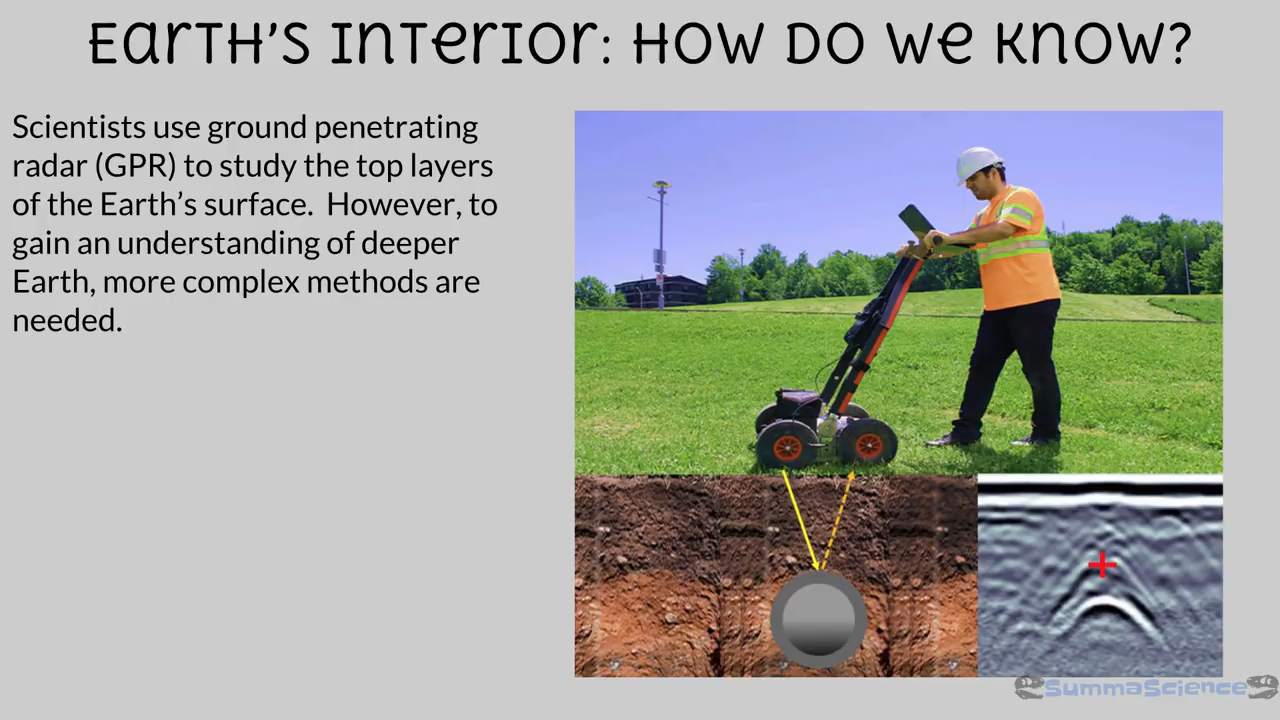 Earth's Interior: How do we know?
Scientists use ground penetrating
radar (GPR) to study the top layers
of the Earth's surface.  However, to
gain an understanding of deeper
Earth, more complex methods are
needed.
SummaScience